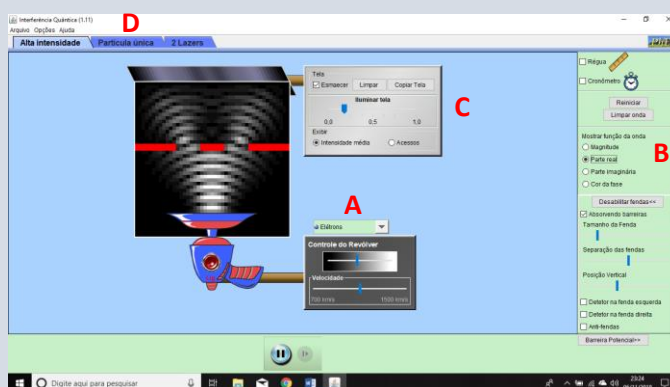 Interferência Quântica (1.11)
D
Arquivo Opções Ajuda
Alta intensidade
Partícula única
2 Lazers
PhET
Tela
Esmaecer
Limpar
Copiar Tela
Iluminar tela
0,0 0,5 1,0
Exibir
Intensidade média
Acessos
C
A
Elétrons
Controle do Revólver
Velocidade
700 km/s
1500 km/s
Régua
Cronômetro
Reiniciar
Limpar onda
Mostrar função da onda
Magnitude
B
Parte real
Parte imaginária
Cor da fase
Desabilitar fendas<<
Absorvendo barreiras
Tamanho da Fenda
Separação das fendas
Posição Vertical
Detetor na fenda esquerda
Detetor na fenda direita
Anti-fendas
Barreira Potencial>>
Digite aqui para pesquisar
23:24